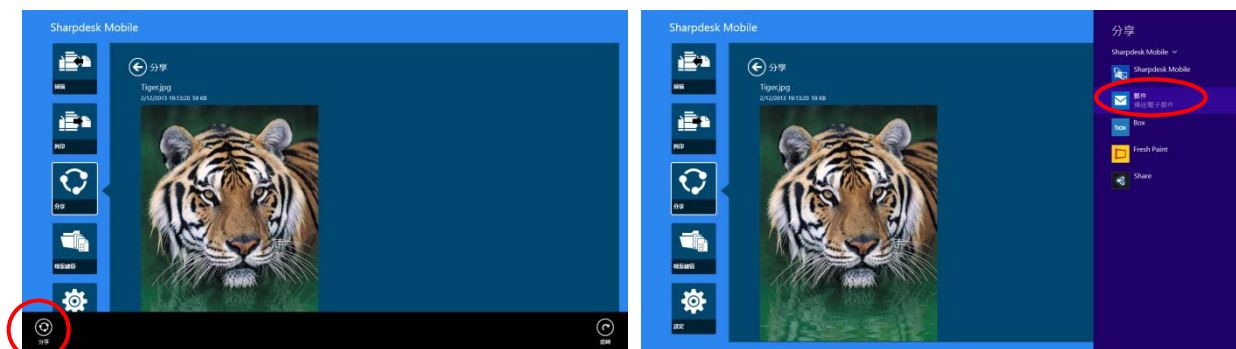 Sharpdesk Mobile
掃描
分享
Tiger.jpg
2/12/2013 19:13:20 59 KB
列印
分享
檔案總管
分享
旋轉
Sharpdesk Mobile
掃描
分享
Tiger.jpg
2/12/2013 19:13:20 59 KB
列印
分享
檔案總管
設定
分享
Sharpdesk Mobile
Sharpdesk Mobile
郵件
傳送電子郵件
box
Box
Fresh Paint
Share